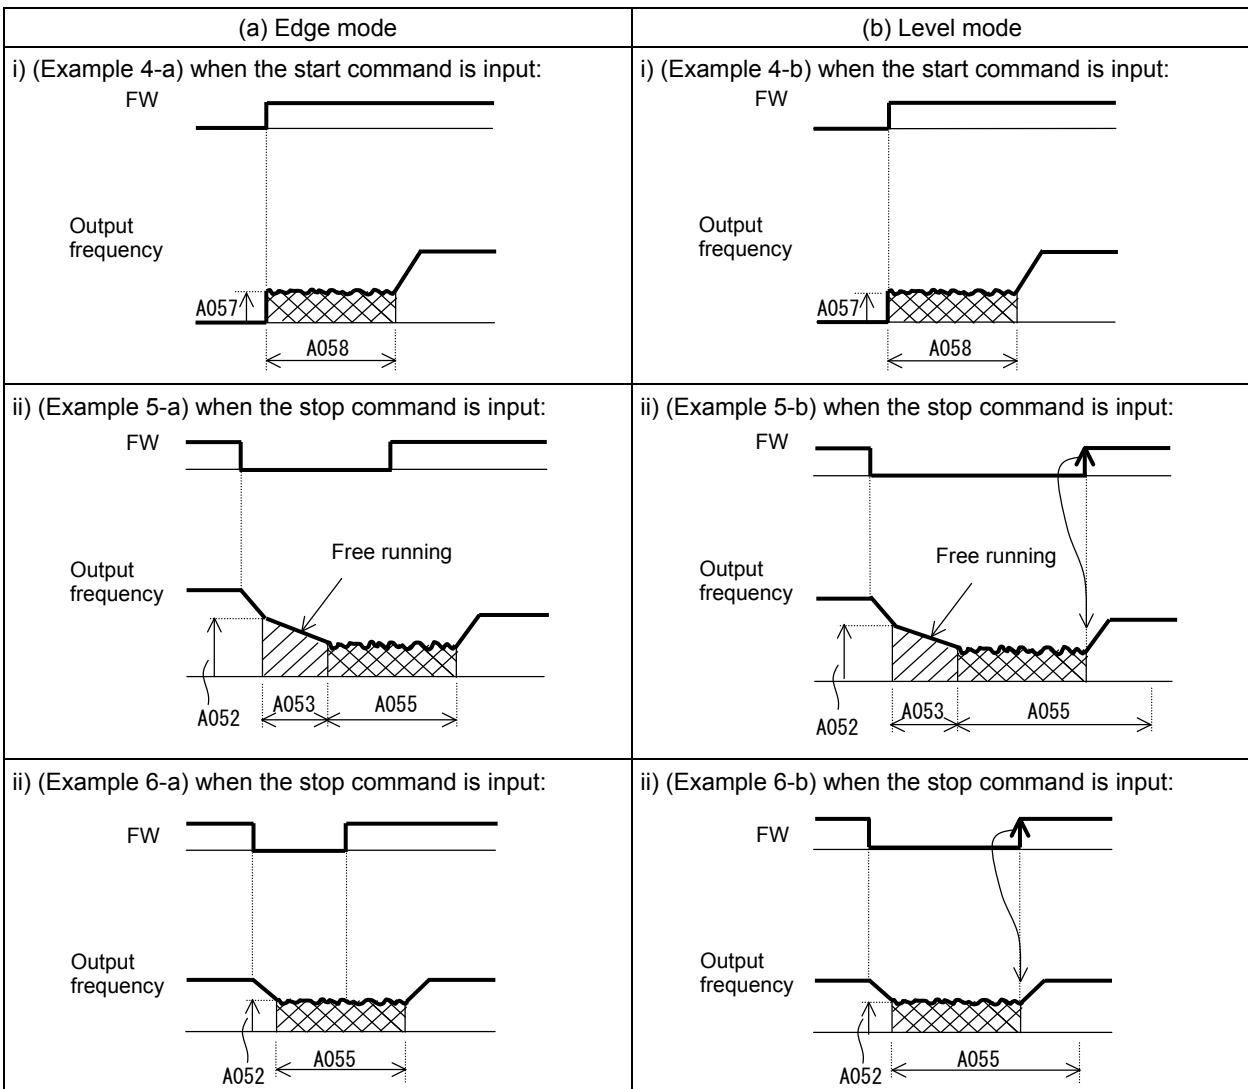 (a) Edge mode
(b) Level mode
i) (Example 4-a) when the start command is input:
FW
Output
frequency
A057
A058
i) (Example 4-b) when the start command is input:
FW
Output
frequency
A057
A058
ii) (Example 5-a) when the stop command is input:
FW
Free running
Output
frequency
A052
A053
A055
ii) (Example 5-b) when the stop command is input:
FW
Free running
Output
frequency
A052
A053
A055
ii) (Example 6-a) when the stop command is input:
FW
Output
frequency
A052
A055
ii) (Example 6-b) when the stop command is input:
FW
Output
frequency
A052
A055